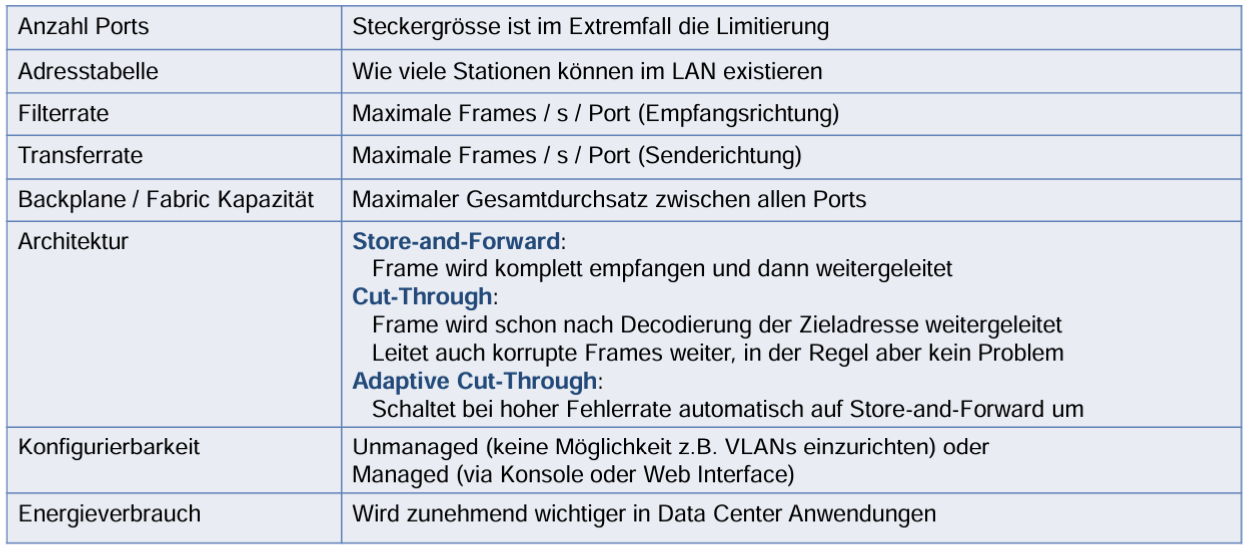 Anzahl Ports
Steckergrösse ist im Extremfall die Limitierung
Adresstabelle
Wie viele Stationen können im LAN existieren
Filterrate
Maximale Frames / s / Port (Empfangsrichtung)
Transferrate
Maximale Frames / s / Port (Senderichtung)
Backplane / Fabric Kapazität
Maximaler Gesamtdurchsatz zwischen allen Ports
Architektur
Store-and-Forward:
Frame wird komplett empfangen und dann weitergeleitet
Cut-Through:
Frame wird schon nach Decodierung der Zieladresse weitergeleitet
Leitet auch korrupte Frames weiter, in der Regel aber kein Problem
Adaptive Cut-Through:
Schaltet bei hoher Fehlerrate automatisch auf Store-and-Forward um
Konfigurierbarkeit
Unmanaged (keine Möglichkeit z.B. VLANs einzurichten) oder
Managed (via Konsole oder Web Interface)
Energieverbrauch
Wird zunehmend wichtiger in Data Center Anwendungen